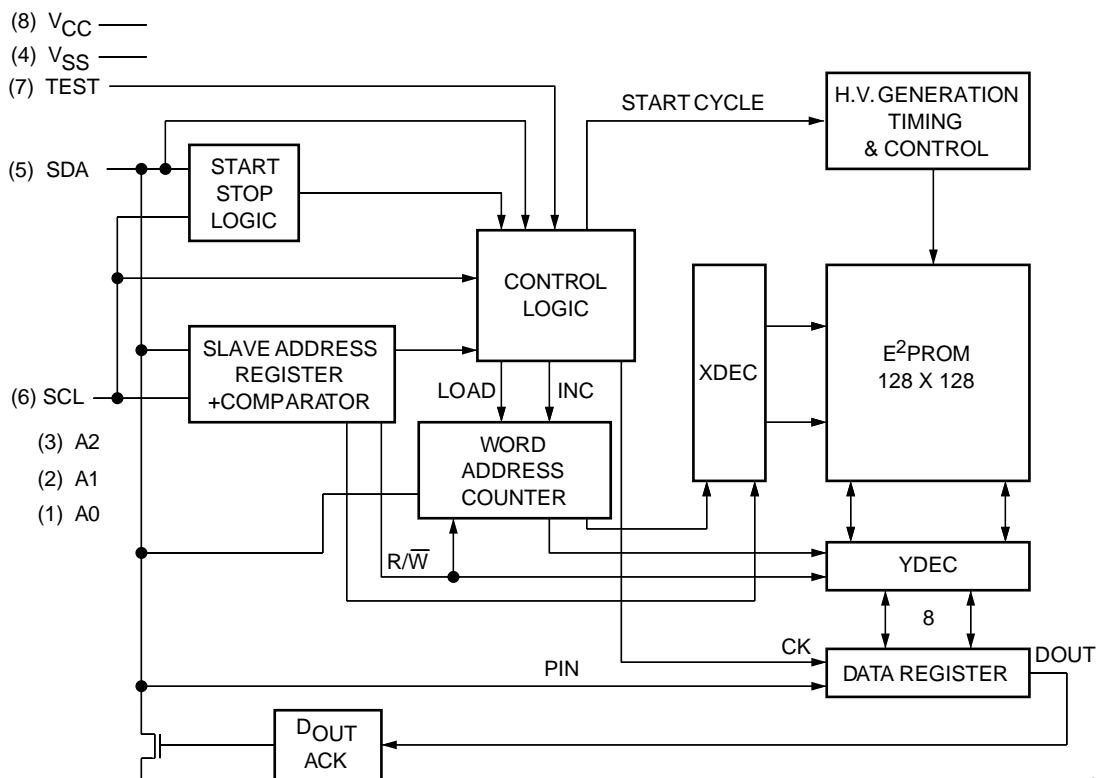 (8) VCC
(4) VSS
(7) TEST
(5) SDA
START
STOP
LOGIC
START CYCLE
H.V. GENERATION
TIMING
& CONTROL
CONTROL
LOGIC
SLAVE ADDRESS
REGISTER
+COMPARATOR
(6) SCL
(3) A2
(2) A1
(1) A0
LOAD
INC
WORD
ADDRESS
COUNTER
XDEC
E²PROM
128 X 128
R/W̅
YDEC
8
CK
PIN
DATA REGISTER
DOUT
DOUT
ACK